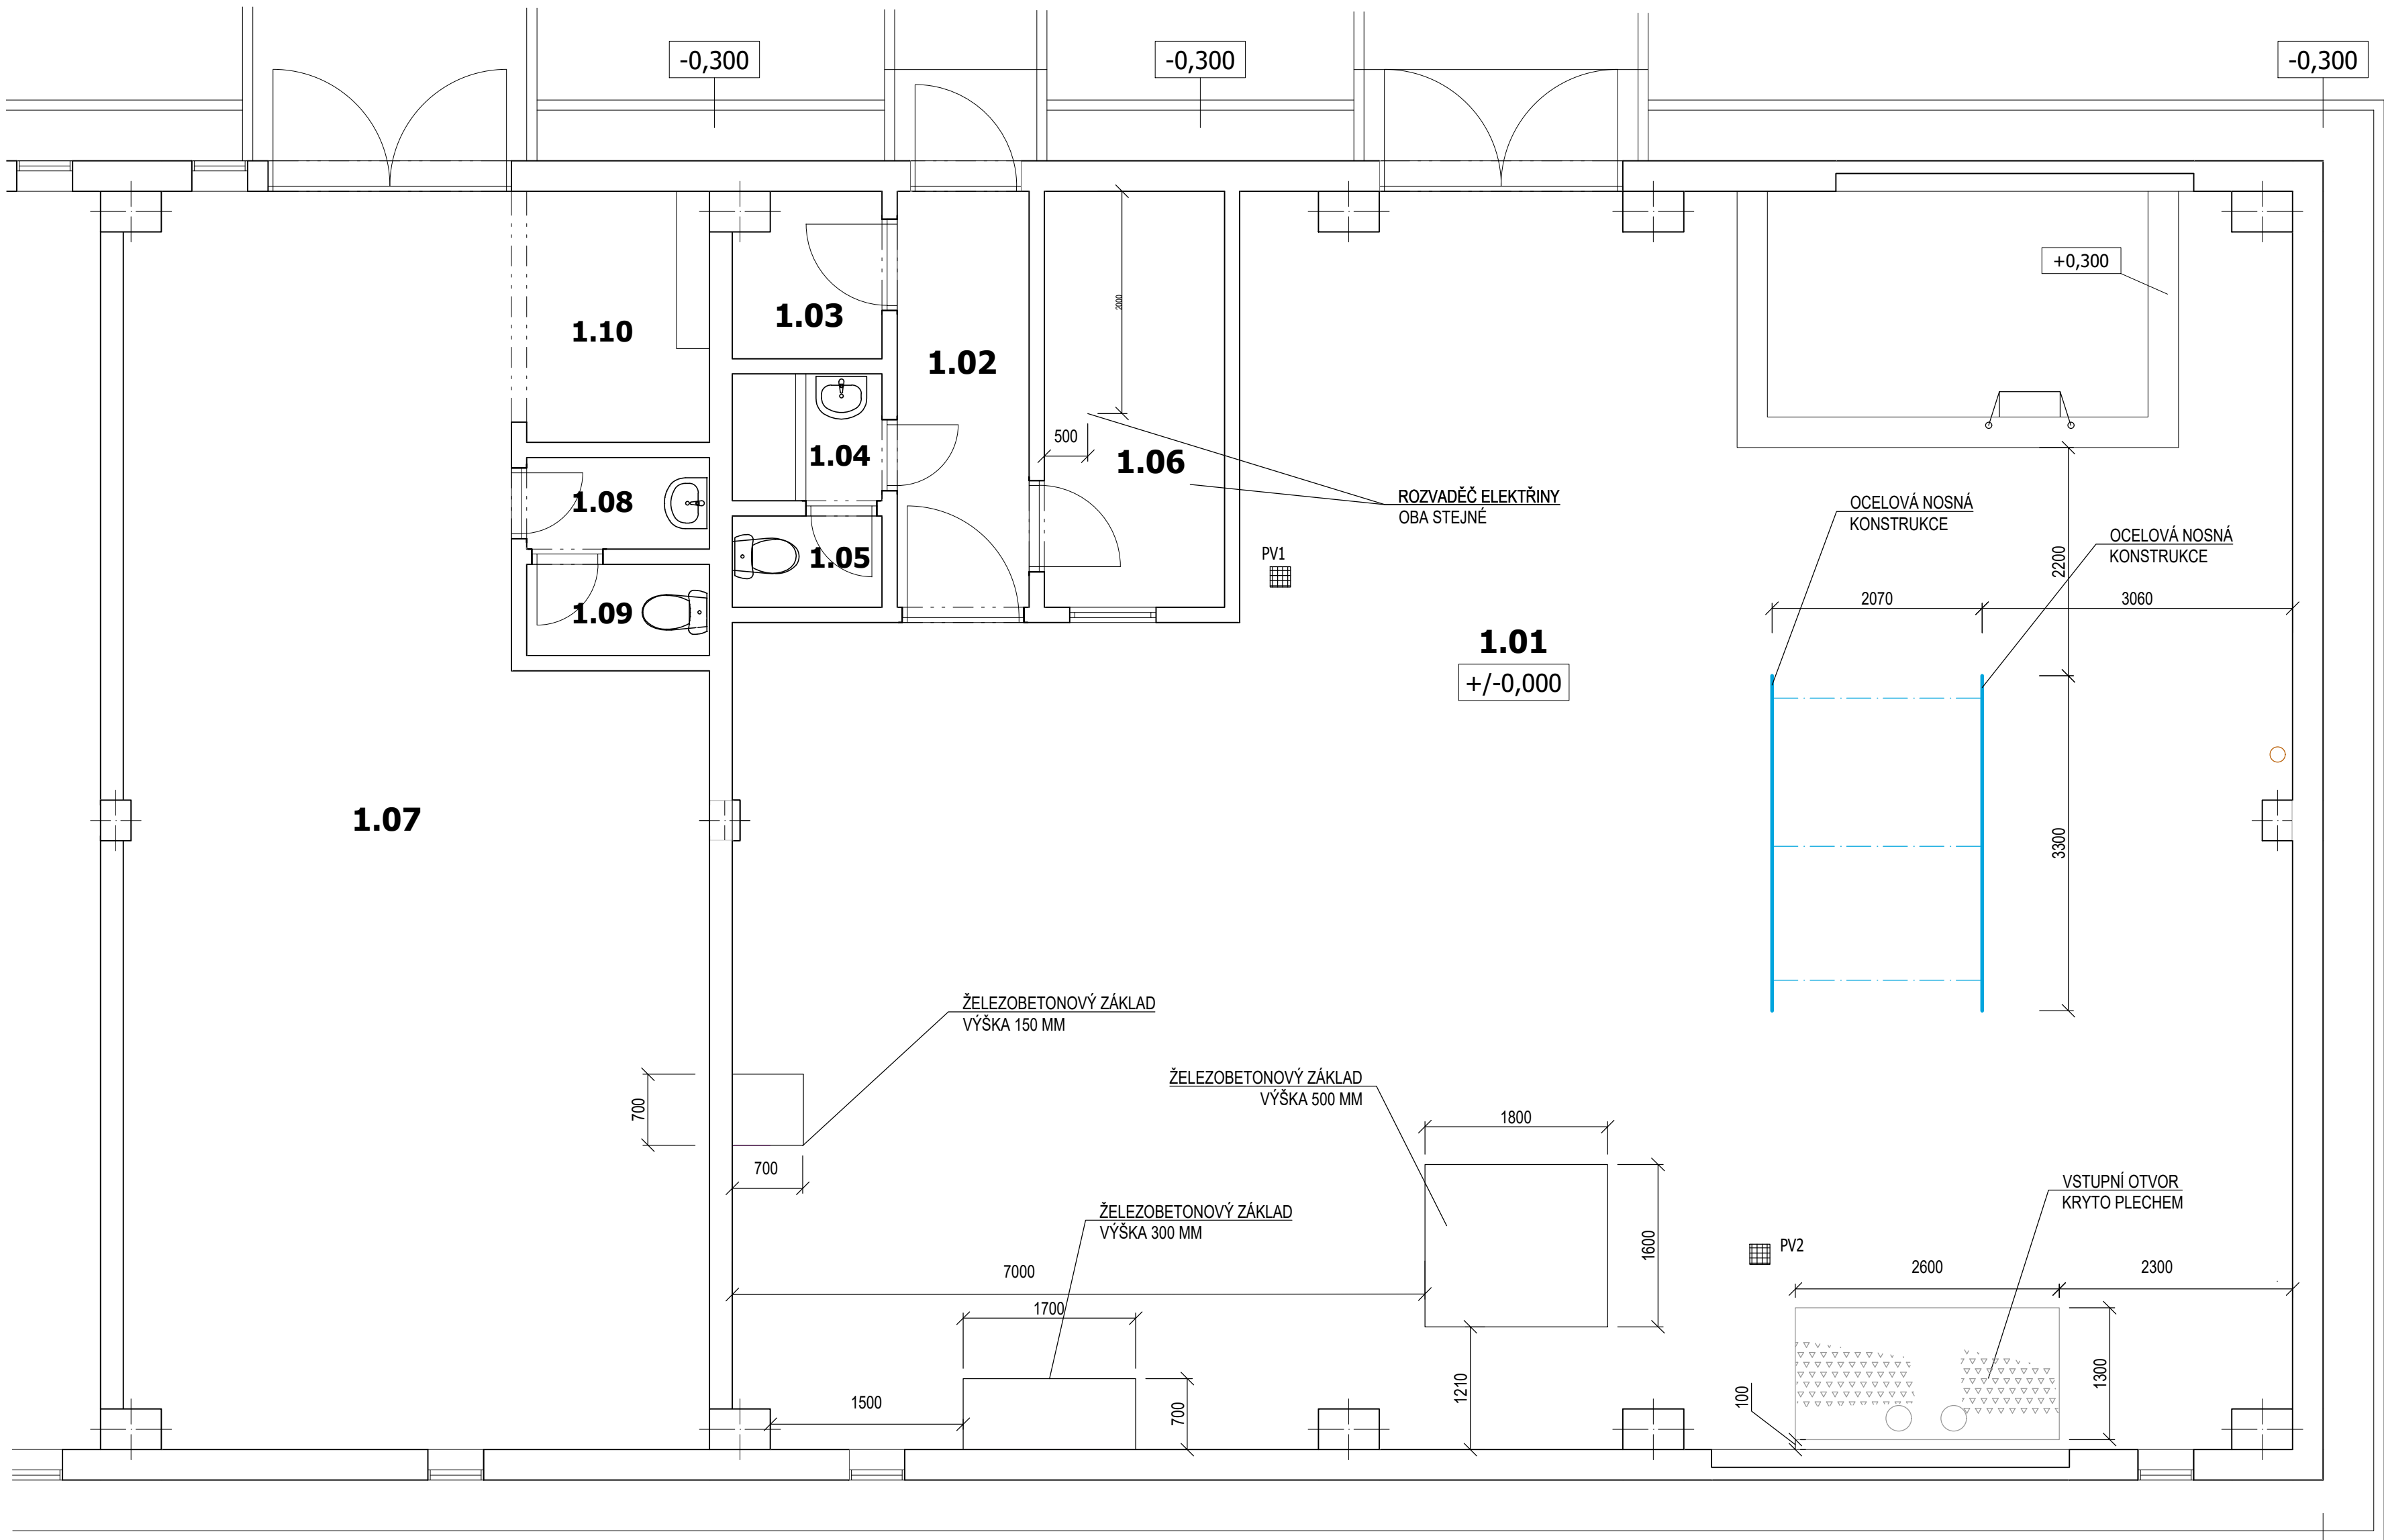 -0,300
-0,300
-0,300
+0,300
1.10
1.03
1.02
2000
500
1.04
1.06
1.08
1.05
1.09
ROZVADĚČ ELEKTŘINY
OBA STEJNÉ
PV1
OCELOVÁ NOSNÁ
KONSTRUKCE
OCELOVÁ NOSNÁ
KONSTRUKCE
2200
2070
3060
1.01
+/-0,000
1.07
3300
ŽELEZOBETONOVÝ ZÁKLAD
VÝŠKA 150 MM
700
700
ŽELEZOBETONOVÝ ZÁKLAD
VÝŠKA 500 MM
1800
1600
ŽELEZOBETONOVÝ ZÁKLAD
VÝŠKA 300 MM
VSTUPNÍ OTVOR
KRYTO PLECHEM
PV2
7000
2600
2300
1700
1500
700
1210
100
1300